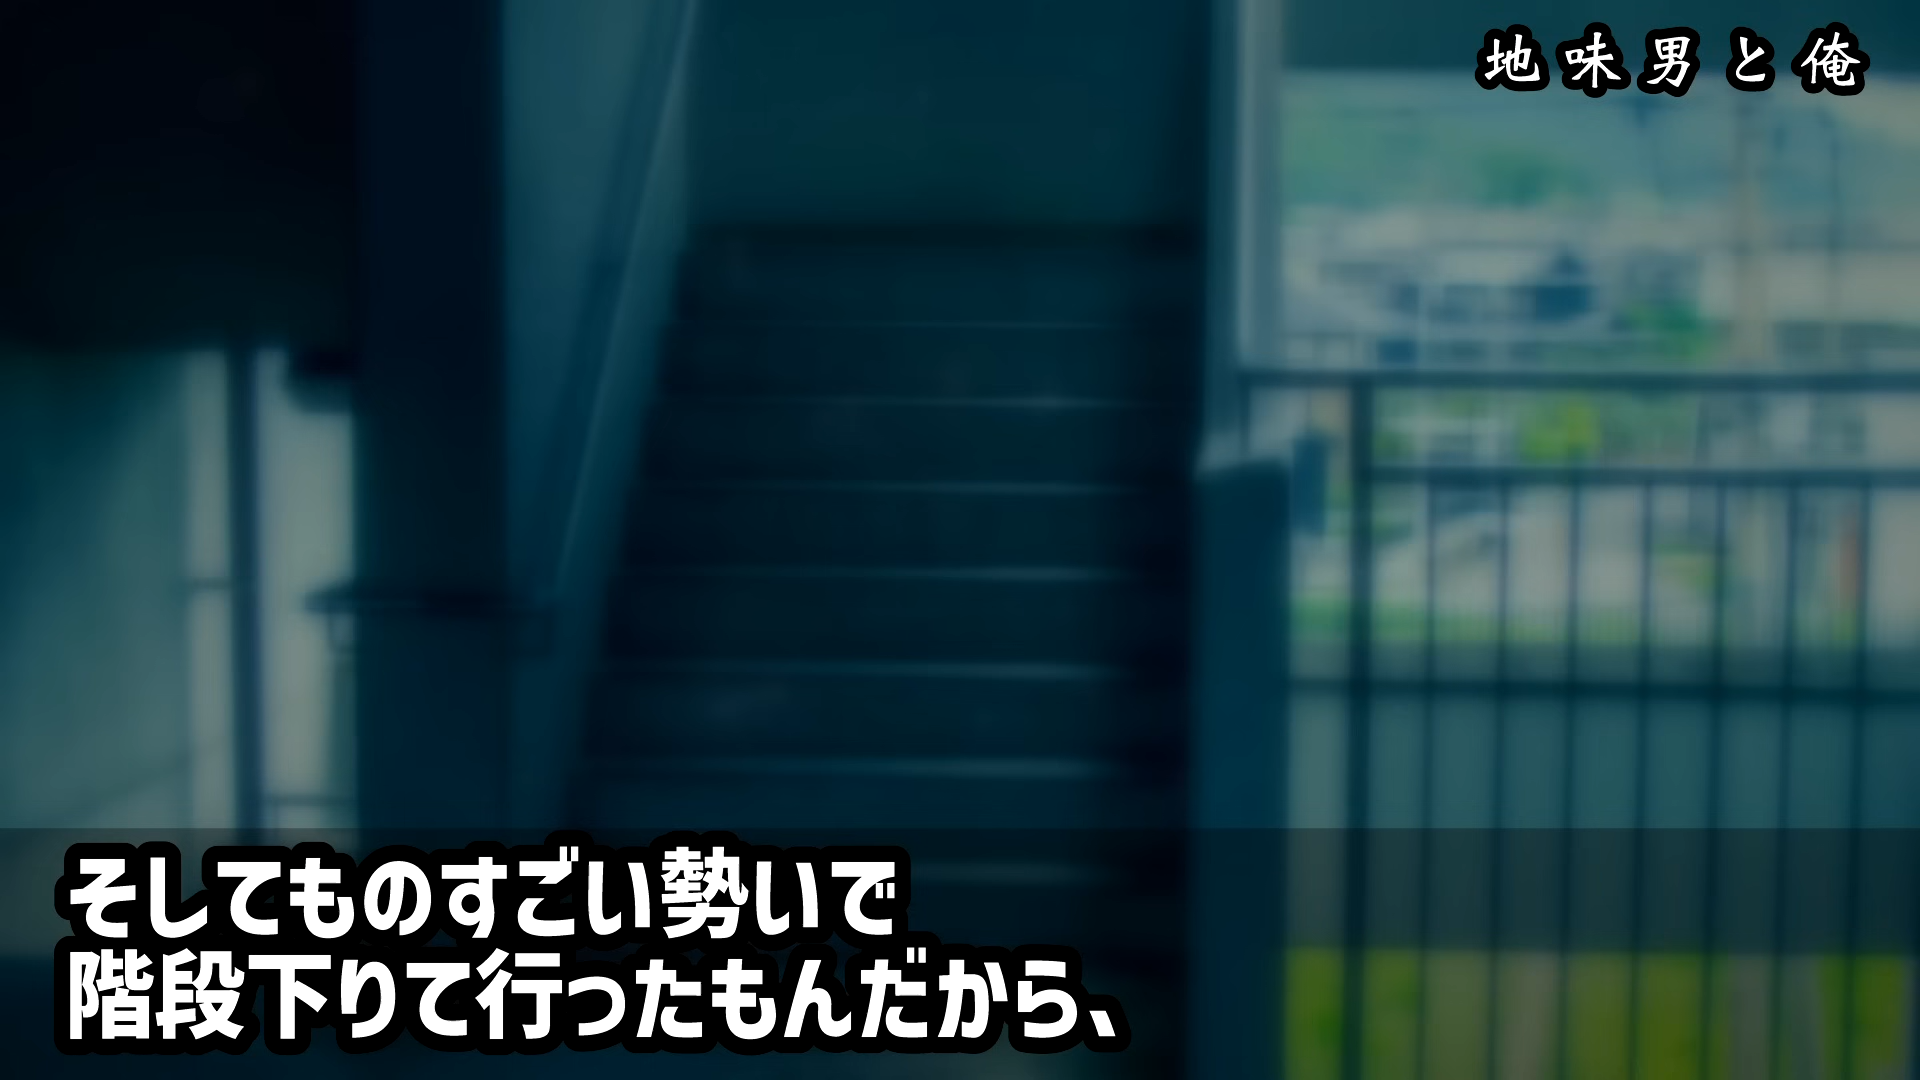 地味男と俺
そしてものすごい勢いで
階段下りて行ったもんだから、